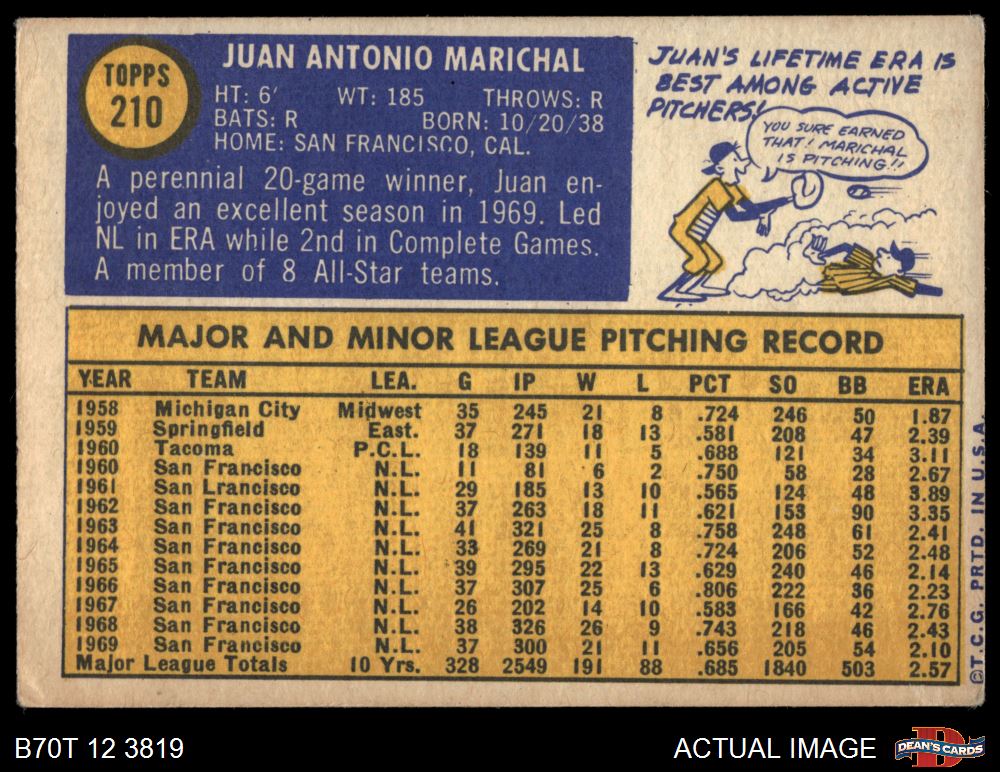 TOPPS
210
JUAN ANTONIO MARICHAL
HT: 6' WT: 185 THROWS: R
BATS: R BORN: 10/20/38
HOME: SAN FRANCISCO, CAL.
A perennial 20-game winner, Juan en-
joyed an excellent season in 1969. Led
NL in ERA while 2nd in Complete Games.
A member of 8 All-Star teams.
JUAN'S LIFETIME ERA IS
BEST AMONG ACTIVE
PITCHERS!
YOU SURE EARNED
THAT! MARICHAL
IS PITCHING!!
MAJOR AND MINOR LEAGUE PITCHING RECORD
YEAR TEAM LEA. G IP W L PCT SO BB ERA
1958 Michigan City Midwest 35 245 21 8 .724 246 50 1.87
1959 Springfield East. 37 271 18 13 .581 208 47 2.39
1960 Tacoma P.C.L. 18 139 11 5 .688 121 34 3.11
1960 San Francisco N.L. 11 81 6 2 .750 58 28 2.67
1961 San Lrancisco N.L. 29 185 13 10 .565 124 48 3.89
1962 San Francisco N.L. 37 263 18 11 .621 153 90 3.35
1963 San Francisco N.L. 41 321 25 8 .758 248 61 2.41
1964 San Francisco N.L. 33 269 21 8 .724 206 52 2.48
1965 San Francisco N.L. 39 295 22 13 .629 240 46 2.14
1966 San Francisco N.L. 37 307 25 6 .806 222 36 2.23
1967 San Francisco N.L. 26 202 14 10 .583 166 42 2.76
1968 San Francisco N.L. 38 326 26 9 .743 218 46 2.43
1969 San Francisco N.L. 37 300 21 11 .656 205 54 2.10
Major League Totals 10 Yrs. 328 2549 191 88 .685 1840 503 2.57
©T.C.G. PRTD. IN U.S.A.
B70T 12 3819
ACTUAL IMAGE
DEAN'S CARDS